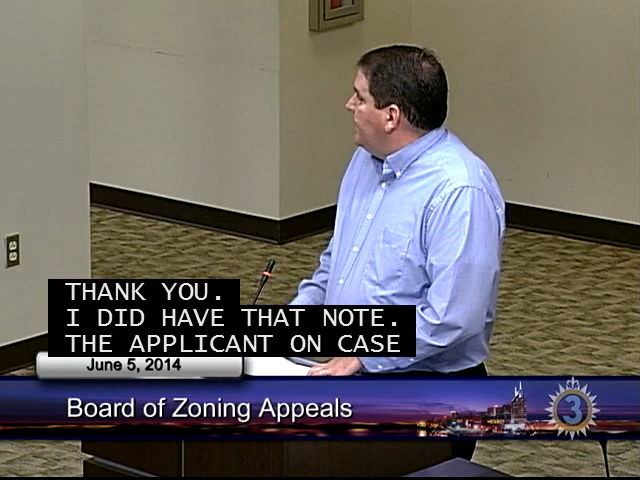 THANK YOU.
I DID HAVE THAT NOTE.
THE APPLICANT ON CASE
June 5, 2014
Board of Zoning Appeals
3